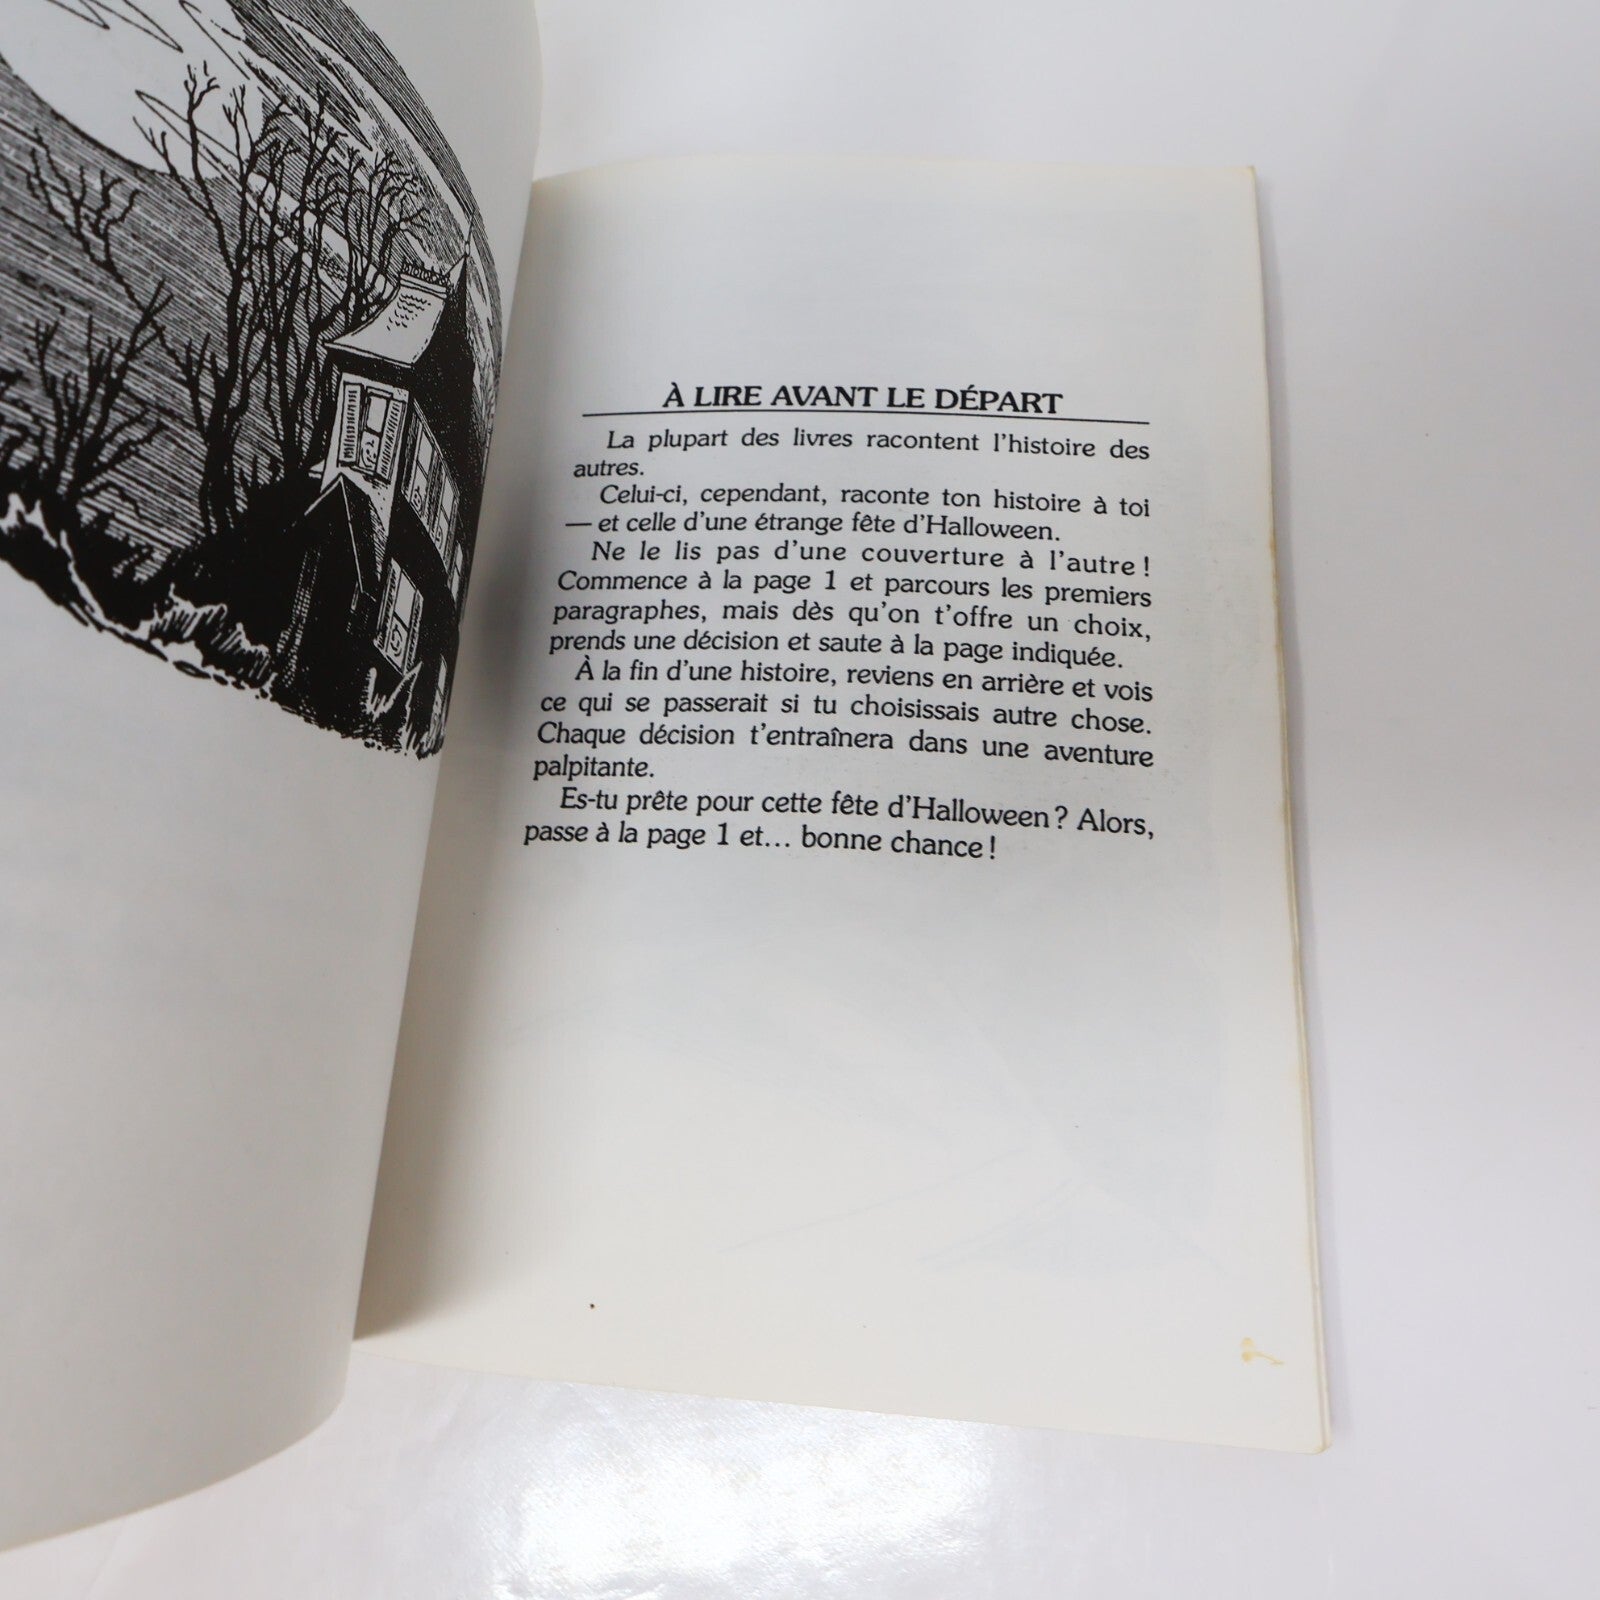 À LIRE AVANT LE DÉPART
La plupart des livres racontent l'histoire des
autres.
Celui-ci, cependant, raconte ton histoire à toi
— et celle d'une étrange fête d'Halloween.
Ne le lis pas d'une couverture à l'autre !
Commence à la page 1 et parcours les premiers
paragraphes, mais dès qu'on t'offre un choix,
prends une décision et saute à la page indiquée.
À la fin d'une histoire, reviens en arrière et vois
ce qui se passerait si tu choisissais autre chose.
Chaque décision t'entraînera dans une aventure
palpitante.
Es-tu prête pour cette fête d'Halloween ? Alors,
passe à la page 1 et... bonne chance !